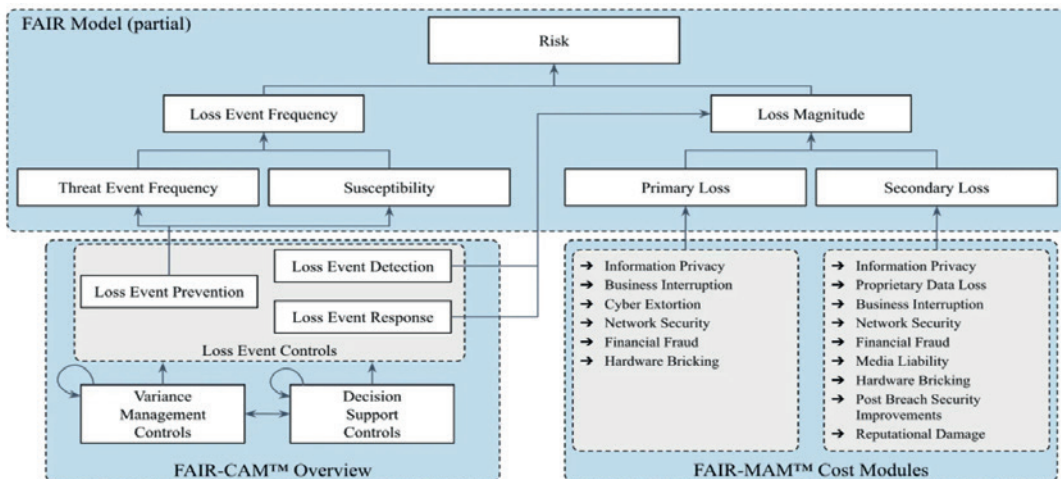 FAIR Model (partial)
Risk
Loss Event Frequency
Loss Magnitude
Threat Event Frequency
Susceptibility
Primary Loss
Secondary Loss
Loss Event Detection
Loss Event Prevention
Loss Event Response
Loss Event Controls
Variance
Management
Controls
Decision
Support
Controls
FAIR-CAM™ Overview
➔ Information Privacy
➔ Business Interruption
➔ Cyber Extortion
➔ Network Security
➔ Financial Fraud
➔ Hardware Bricking
➔ Information Privacy
➔ Proprietary Data Loss
➔ Business Interruption
➔ Network Security
➔ Financial Fraud
➔ Media Liability
➔ Hardware Bricking
➔ Post Breach Security
Improvements
➔ Reputational Damage
FAIR-MAM™ Cost Modules